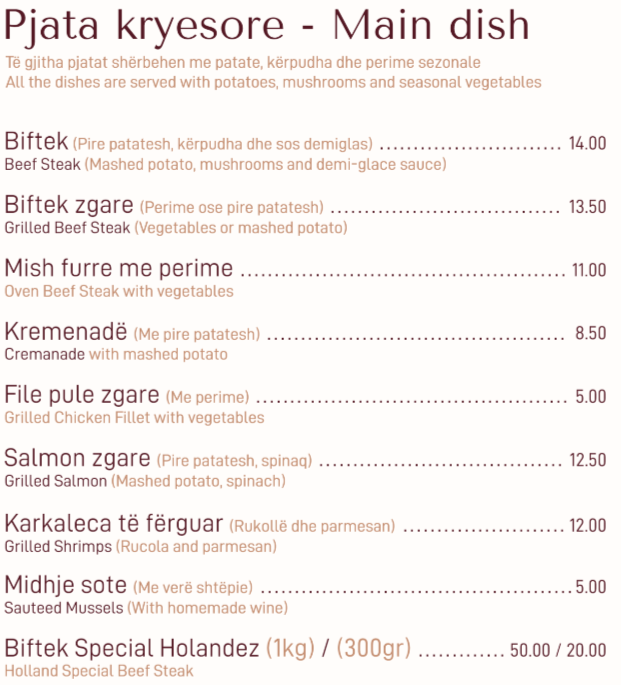 Pjata kryesore - Main dish
Të gjitha pjatat shërbehen me patate, kërpudha dhe perime sezonale
All the dishes are served with potatoes, mushrooms and seasonal vegetables
Biftek (Pire patatesh, kërpudha dhe sos demiglas) ........................... 14.00
Beef Steak (Mashed potato, mushrooms and demi-glace sauce)
Biftek zgare (Perime ose pire patatesh) .................................. 13.50
Grilled Beef Steak (Vegetables or mashed potato)
Mish furre me perime ................................................ 11.00
Oven Beef Steak with vegetables
Kremenadë (Me pire patatesh) ............................................ 8.50
Cremanade with mashed potato
File pule zgare (Me perime) .............................................. 5.00
Grilled Chicken Fillet with vegetables
Salmon zgare (Pire patatesh, spinaq) .................................... 12.50
Grilled Salmon (Mashed potato, spinach)
Karkaleca të fërguar (Rukollë dhe parmesan) ........................ 12.00
Grilled Shrimps (Rucola and parmesan)
Midhje sote (Me verë shtëpie) .............................................. 5.00
Sauteed Mussels (With homemade wine)
Biftek Special Holandez (1kg) / (300gr) ............. 50.00 / 20.00
Holland Special Beef Steak